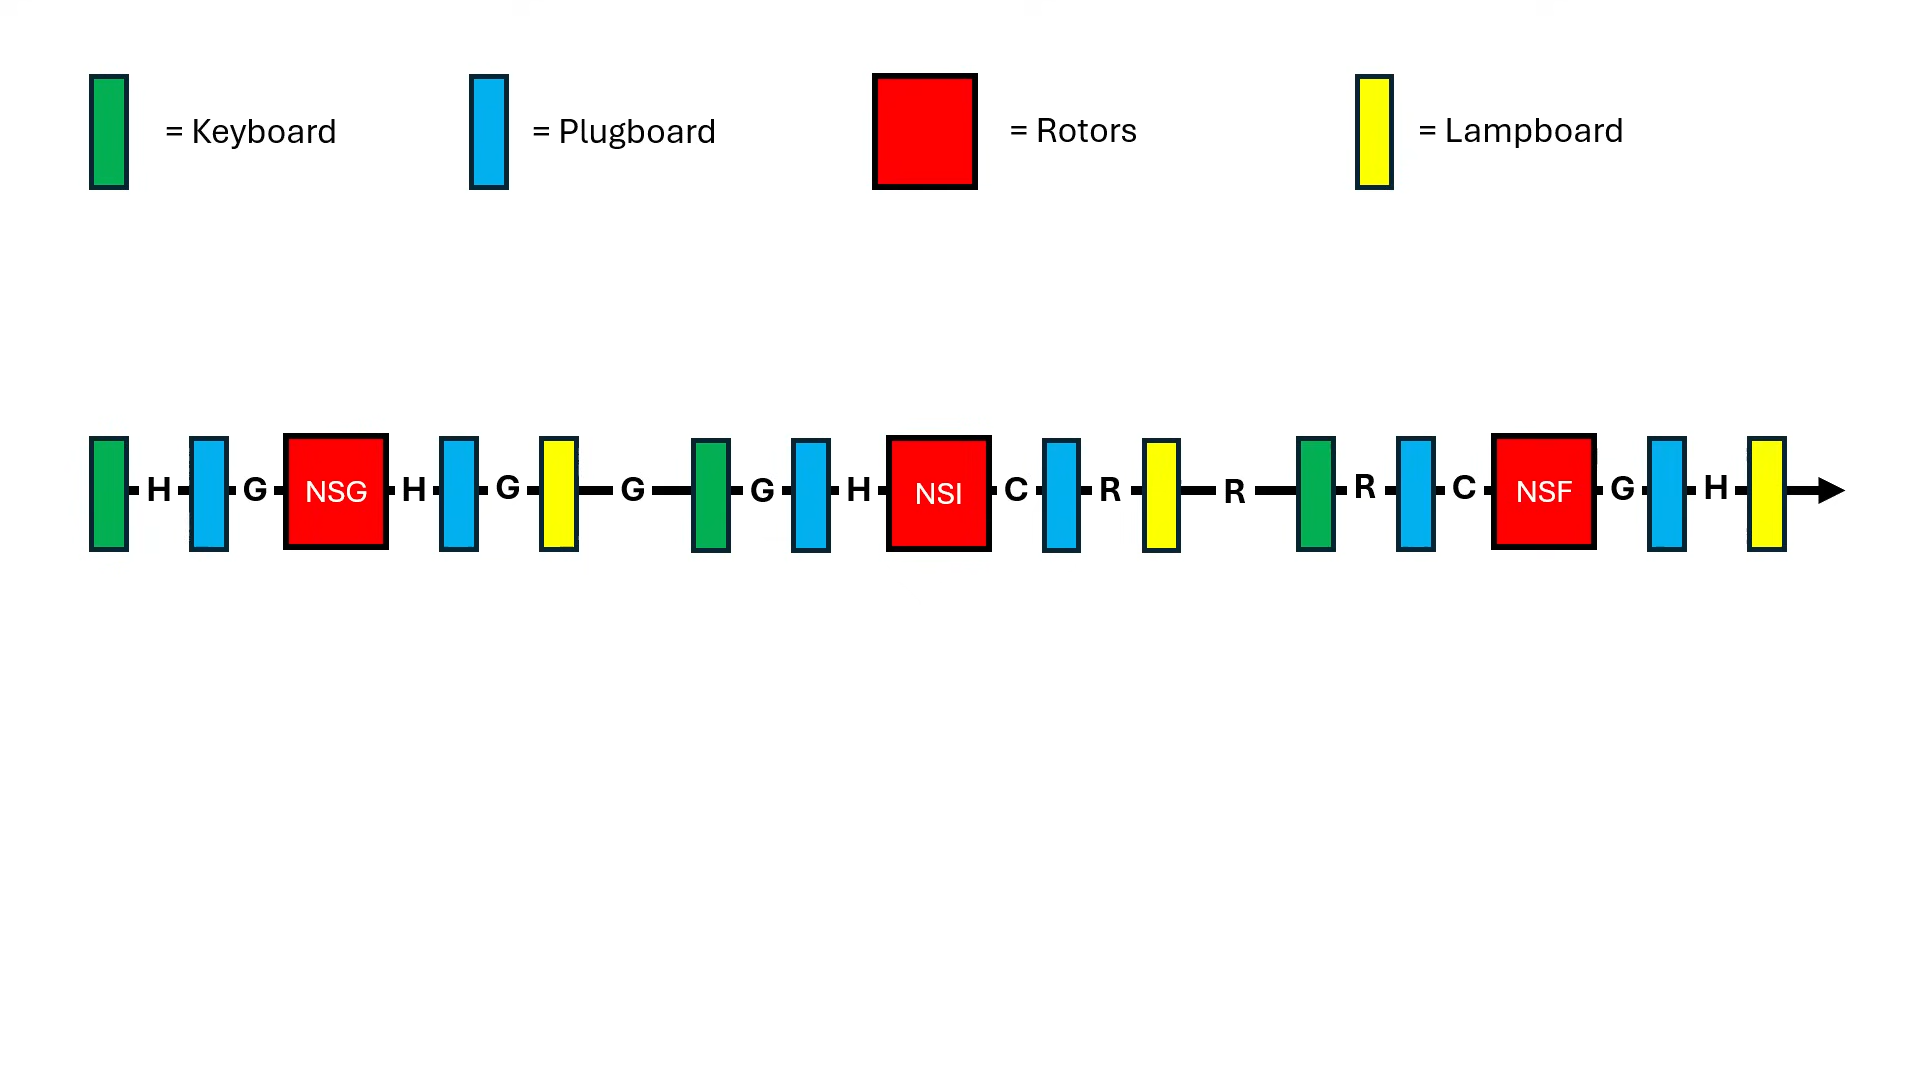 = Keyboard = Plugboard = Rotors = Lampboard
H G NSG H G G G H NSI C R R R C NSF G H